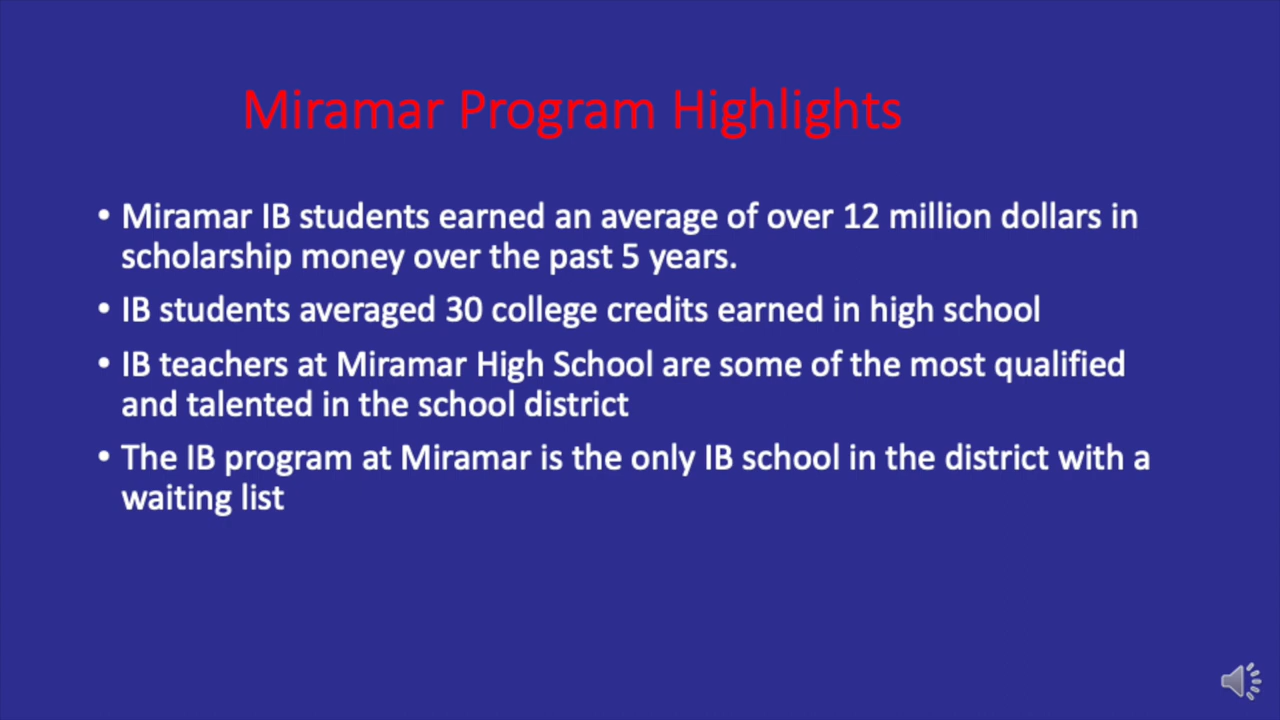 Miramar Program Highlights
• Miramar IB students earned an average of over 12 million dollars in
scholarship money over the past 5 years.
• IB students averaged 30 college credits earned in high school
• IB teachers at Miramar High School are some of the most qualified
and talented in the school district
• The IB program at Miramar is the only IB school in the district with a
waiting list